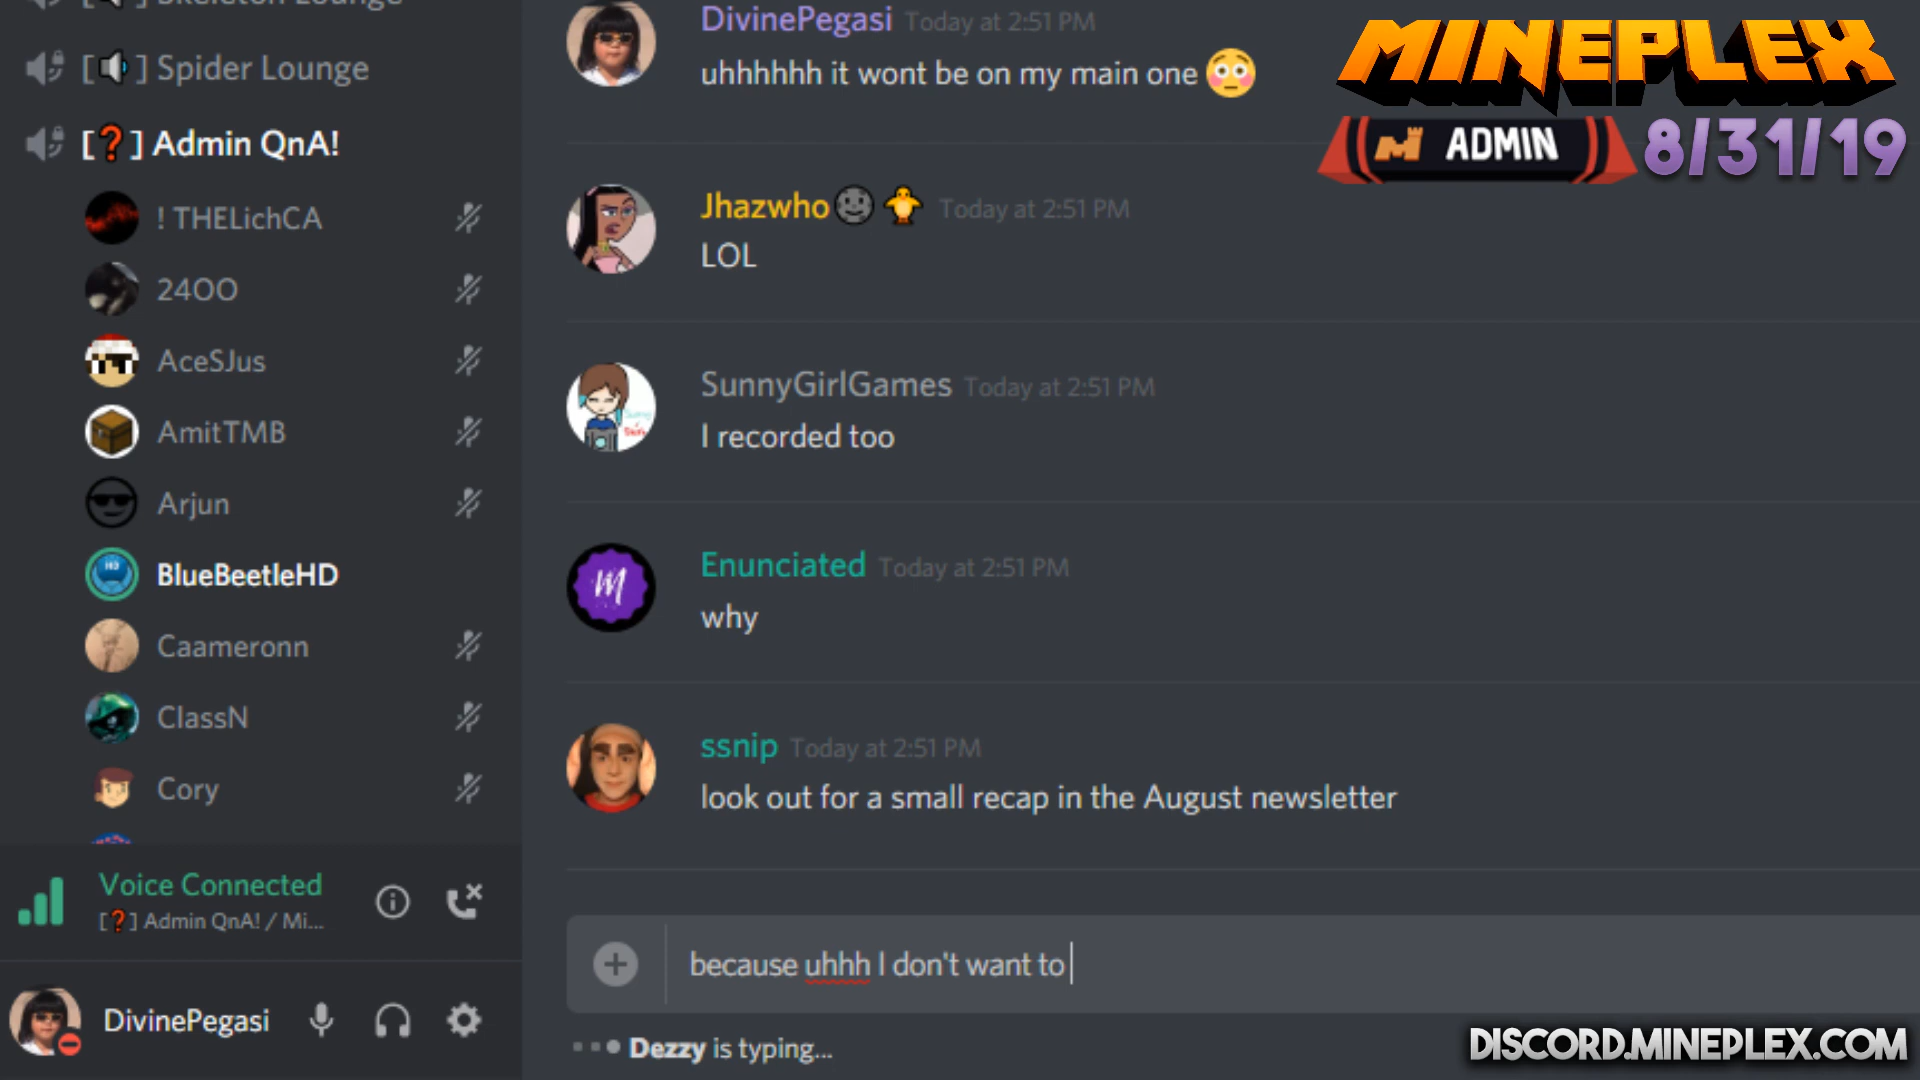 Skeleton Lounge
[ ] Spider Lounge
[❓] Admin QnA!
! THELichCA
24OO
AceSJus
AmitTMB
Arjun
BlueBeetleHD
Caameronn
ClassN
Cory
Voice Connected
[❓] Admin QnA! / Mi...
DivinePegasi
DivinePegasi Today at 2:51 PM
uhhhhhh it wont be on my main one 😳
Jhazwho🌚🐥 Today at 2:51 PM
LOL
SunnyGirlGames Today at 2:51 PM
I recorded too
Enunciated Today at 2:51 PM
why
ssnip Today at 2:51 PM
look out for a small recap in the August newsletter
because uhhh I don't want to
Dezzy is typing...
MINEPLEX
ADMIN 8/31/19
DISCORD.MINEPLEX.COM